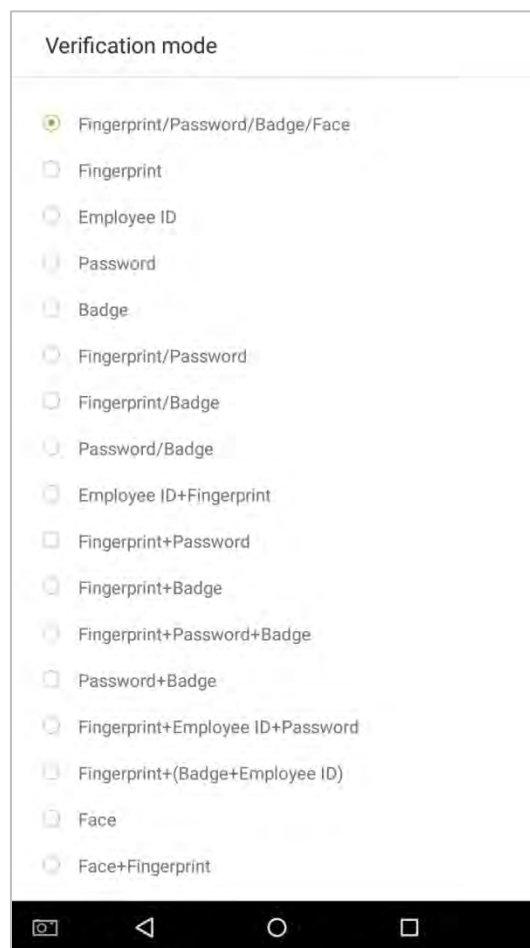 Verification mode
Fingerprint/Password/Badge/Face
Fingerprint
Employee ID
Password
Badge
Fingerprint/Password
Fingerprint/Badge
Password/Badge
Employee ID+Fingerprint
Fingerprint+Password
Fingerprint+Badge
Fingerprint+Password+Badge
Password+Badge
Fingerprint+Employee ID+Password
Fingerprint+(Badge+Employee ID)
Face
Face+Fingerprint